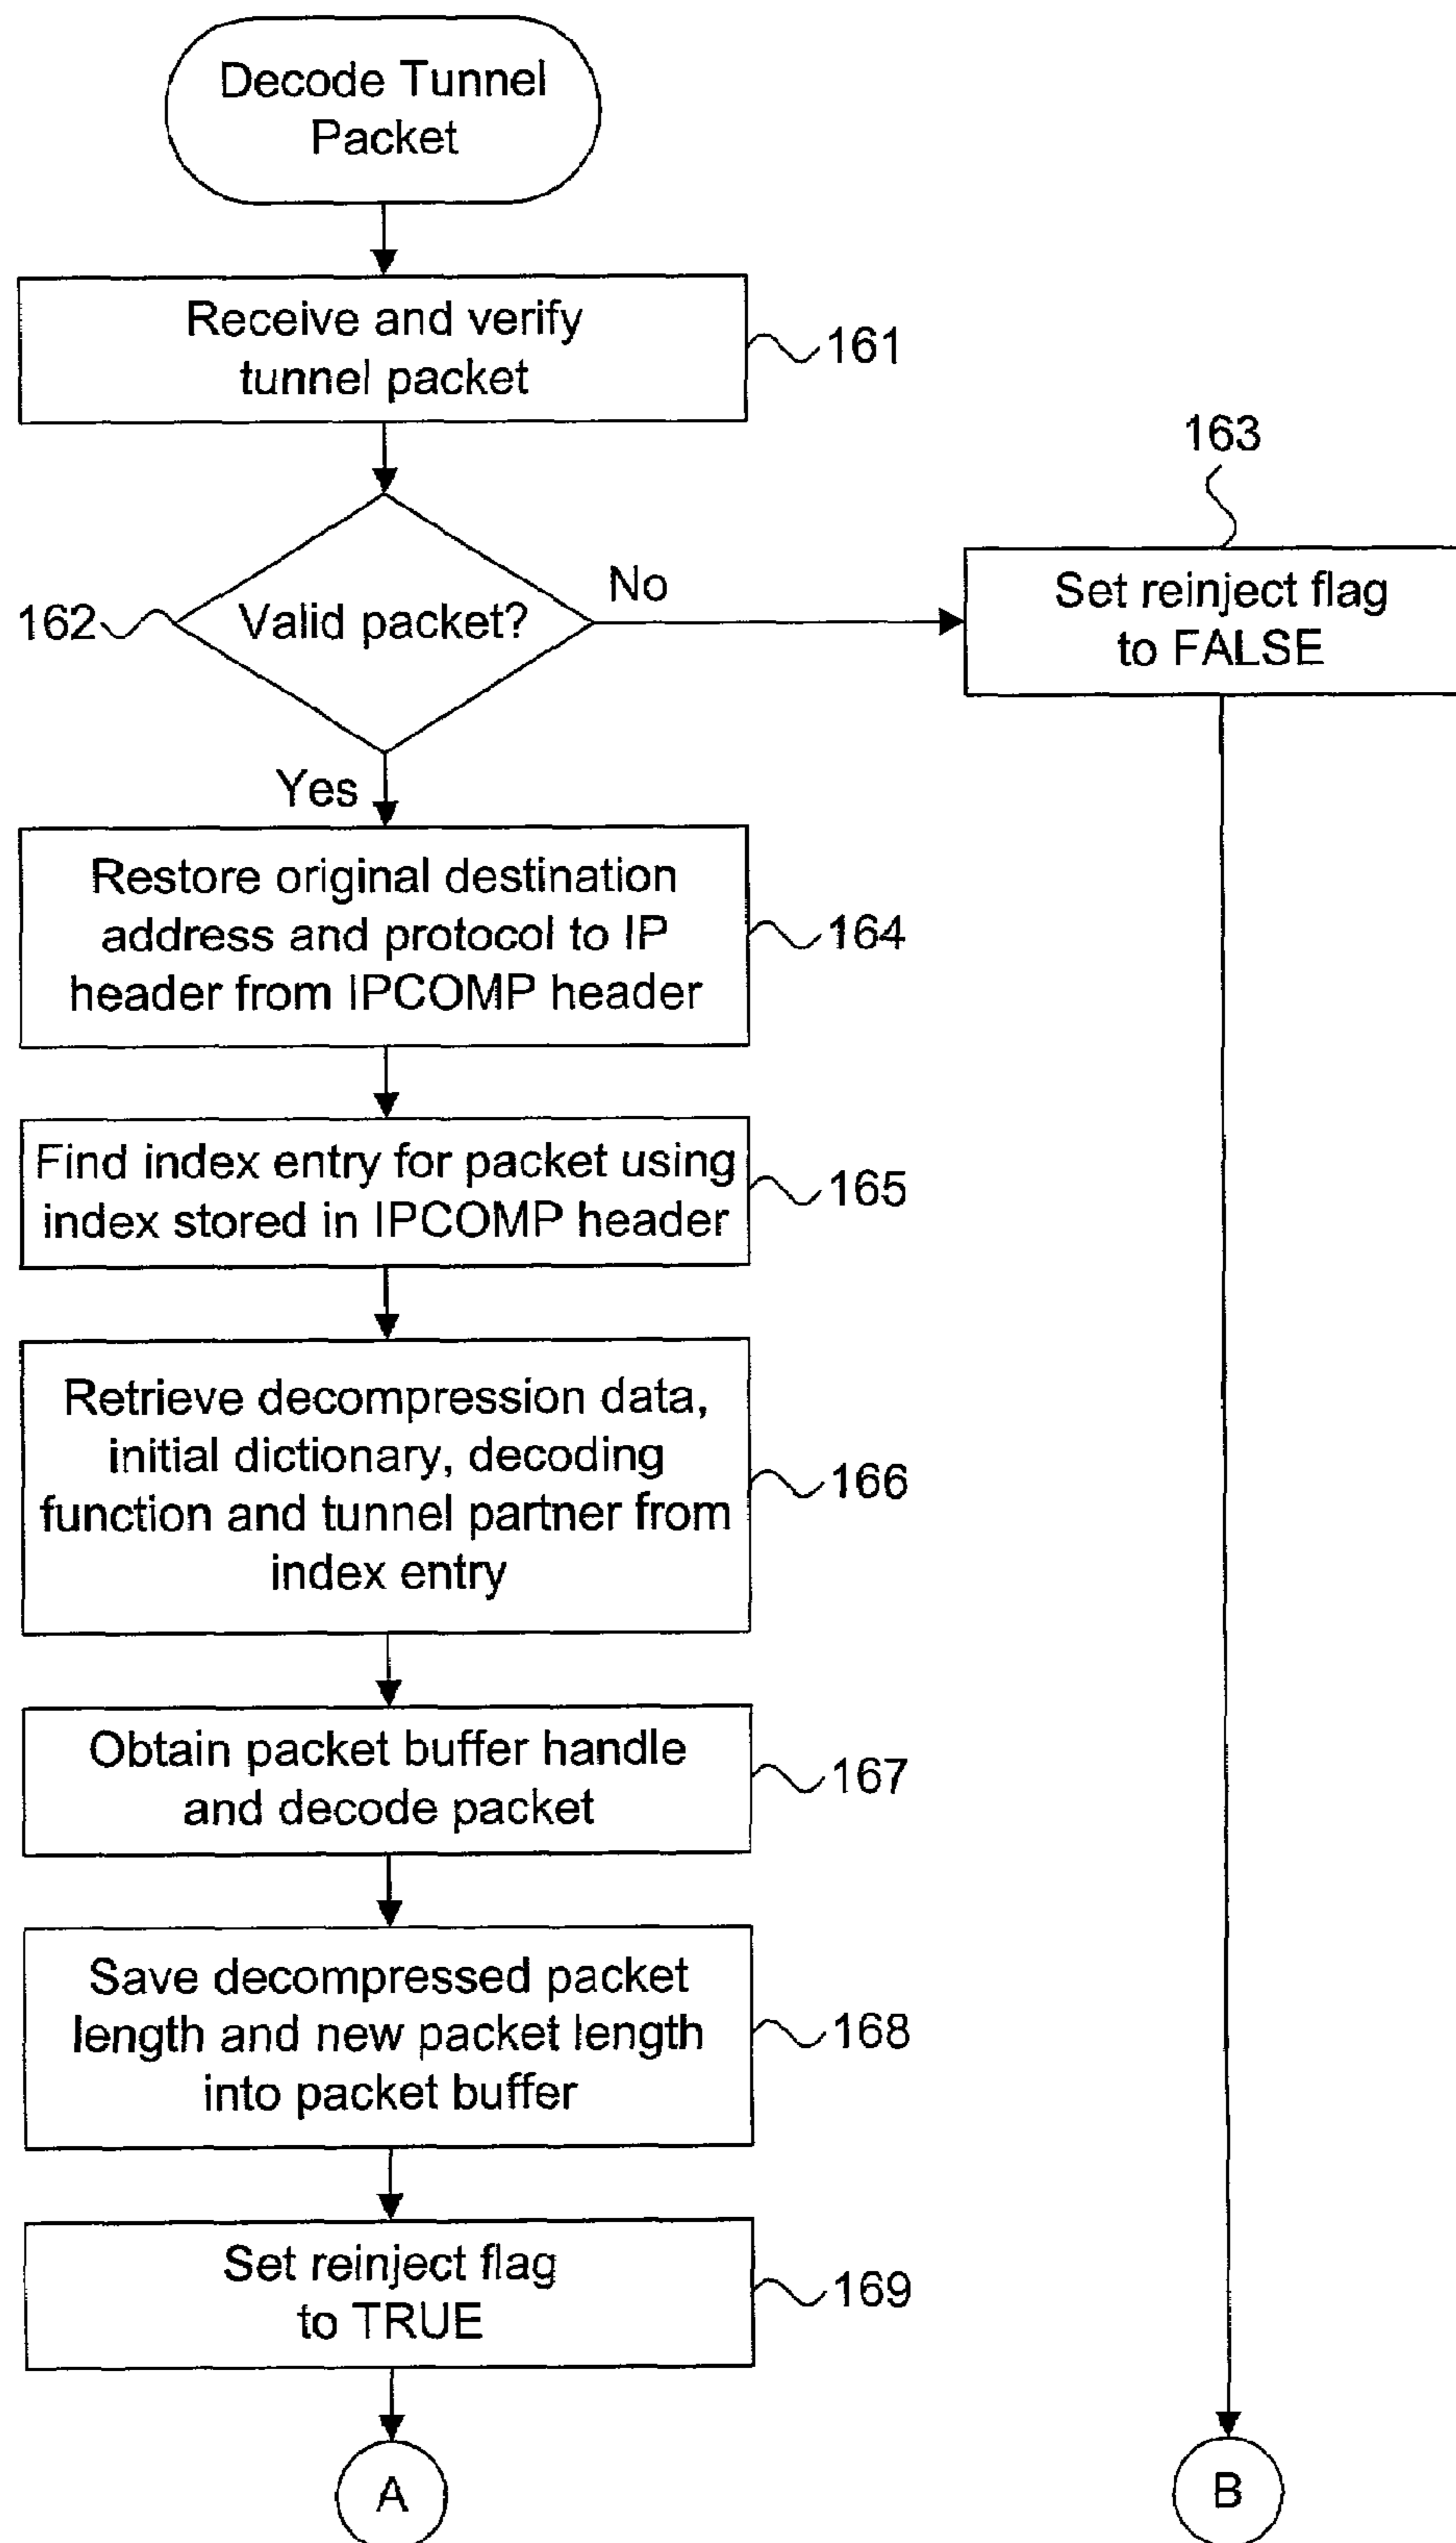 Decode Tunnel
Packet
Receive and verify
tunnel packet
161
162
Valid packet?
No
163
Set reinject flag
to FALSE
Yes
Restore original destination
address and protocol to IP
header from IPCOMP header
164
Find index entry for packet using
index stored in IPCOMP header
165
Retrieve decompression data,
initial dictionary, decoding
function and tunnel partner from
index entry
166
Obtain packet buffer handle
and decode packet
167
Save decompressed packet
length and new packet length
into packet buffer
168
Set reinject flag
to TRUE
169
A
B